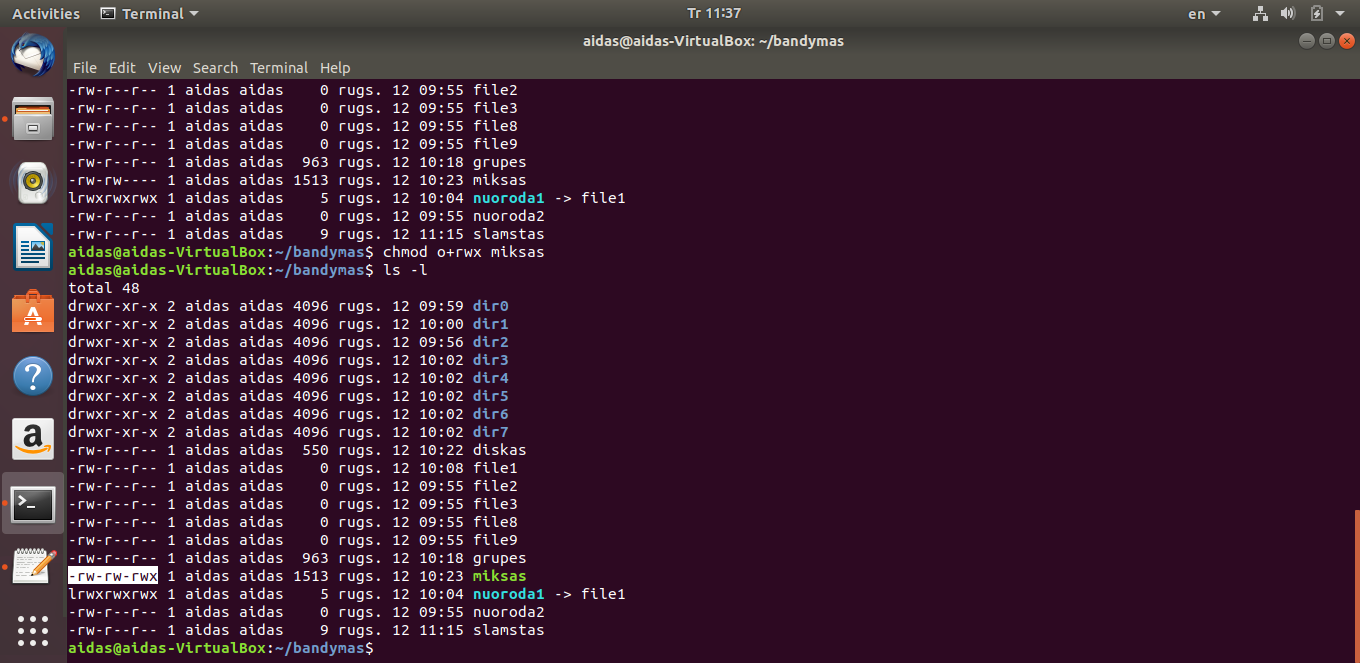 Activities Terminal Tr 11:37 en
aidas@aidas-VirtualBox: ~/bandymas
File Edit View Search Terminal Help
-rw-r--r-- 1 aidas aidas    0 rugs. 12 09:55 file2
-rw-r--r-- 1 aidas aidas    0 rugs. 12 09:55 file3
-rw-r--r-- 1 aidas aidas    0 rugs. 12 09:55 file8
-rw-r--r-- 1 aidas aidas    0 rugs. 12 09:55 file9
-rw-r--r-- 1 aidas aidas  963 rugs. 12 10:18 grupes
-rw-rw---- 1 aidas aidas 1513 rugs. 12 10:23 miksas
lrwxrwxrwx 1 aidas aidas    5 rugs. 12 10:04 nuoroda1 -> file1
-rw-r--r-- 1 aidas aidas    0 rugs. 12 09:55 nuoroda2
-rw-r--r-- 1 aidas aidas    9 rugs. 12 11:15 slamstas
aidas@aidas-VirtualBox:~/bandymas$ chmod o+rwx miksas
aidas@aidas-VirtualBox:~/bandymas$ ls -l
total 48
drwxr-xr-x 2 aidas aidas 4096 rugs. 12 09:59 dir0
drwxr-xr-x 2 aidas aidas 4096 rugs. 12 10:00 dir1
drwxr-xr-x 2 aidas aidas 4096 rugs. 12 09:56 dir2
drwxr-xr-x 2 aidas aidas 4096 rugs. 12 10:02 dir3
drwxr-xr-x 2 aidas aidas 4096 rugs. 12 10:02 dir4
drwxr-xr-x 2 aidas aidas 4096 rugs. 12 10:02 dir5
drwxr-xr-x 2 aidas aidas 4096 rugs. 12 10:02 dir6
drwxr-xr-x 2 aidas aidas 4096 rugs. 12 10:02 dir7
-rw-r--r-- 1 aidas aidas  550 rugs. 12 10:22 diskas
-rw-r--r-- 1 aidas aidas    0 rugs. 12 10:08 file1
-rw-r--r-- 1 aidas aidas    0 rugs. 12 09:55 file2
-rw-r--r-- 1 aidas aidas    0 rugs. 12 09:55 file3
-rw-r--r-- 1 aidas aidas    0 rugs. 12 09:55 file8
-rw-r--r-- 1 aidas aidas    0 rugs. 12 09:55 file9
-rw-r--r-- 1 aidas aidas  963 rugs. 12 10:18 grupes
-rw-rw-rwx 1 aidas aidas 1513 rugs. 12 10:23 miksas
lrwxrwxrwx 1 aidas aidas    5 rugs. 12 10:04 nuoroda1 -> file1
-rw-r--r-- 1 aidas aidas    0 rugs. 12 09:55 nuoroda2
-rw-r--r-- 1 aidas aidas    9 rugs. 12 11:15 slamstas
aidas@aidas-VirtualBox:~/bandymas$